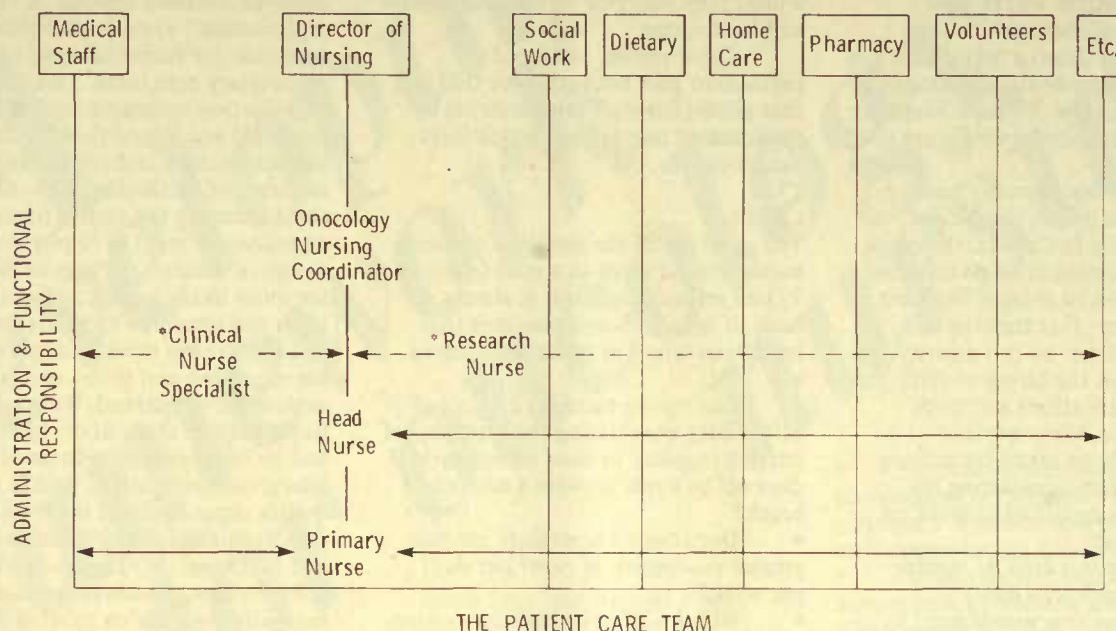 Medical
Staff
Director of
Nursing
Social
Work
Dietary
Home
Care
Pharmacy
Volunteers
Etc.
Onocology
Nursing
Coordinator
*Clinical
Nurse
Specialist
*Research
Nurse
Head
Nurse
Primary
Nurse
ADMINISTRATION & FUNCTIONAL
RESPONSIBILITY
THE PATIENT CARE TEAM